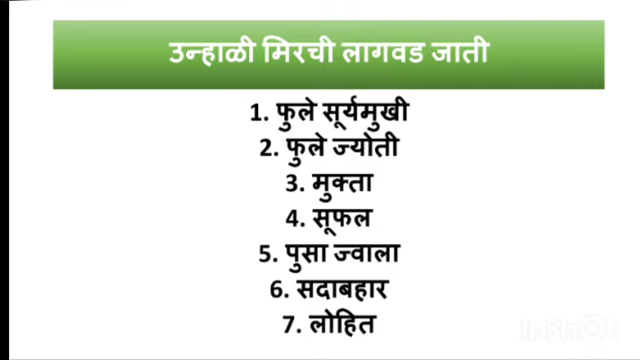 उन्हाळी मिरची लागवड जाती
1. फुले सूर्यमुखी
2. फुले ज्योती
3. मुक्ता
4. सूफल
5. पुसा ज्वाला
6. सदाबहार
7. लोहित
InShOt